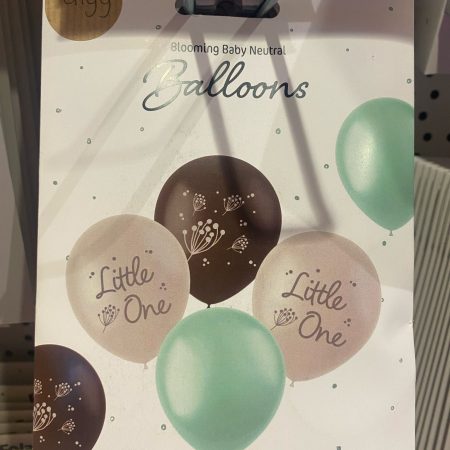 Blooming Baby Neutral
Balloons
Little
One
Little
One